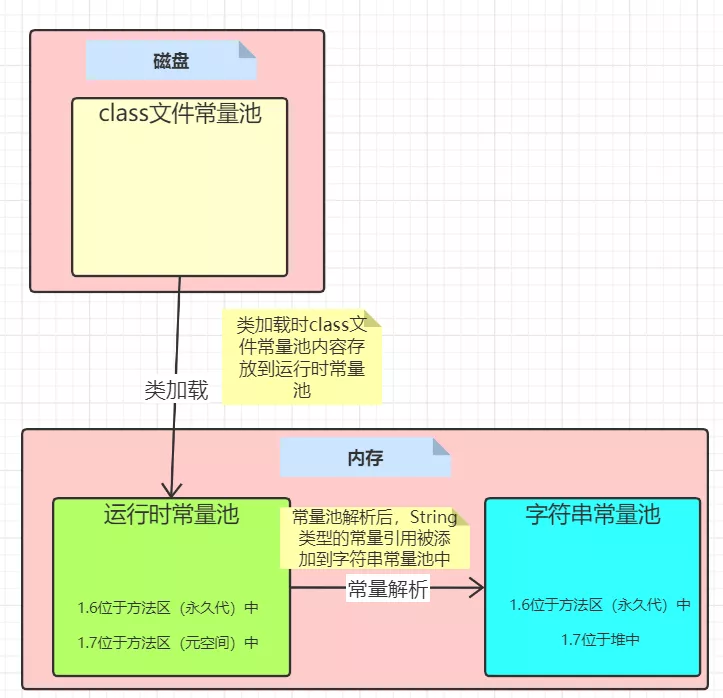 磁盘
class文件常量池
类加载时class文
件常量池内容存
放到运行时常量
池
类加载
内存
运行时常量池
1.6位于方法区（永久代）中
1.7位于方法区（元空间）中
常量池解析后，String
类型的常量引用被添
加到字符串常量池中
常量解析
字符串常量池
1.6位于方法区（永久代）中
1.7位于堆中